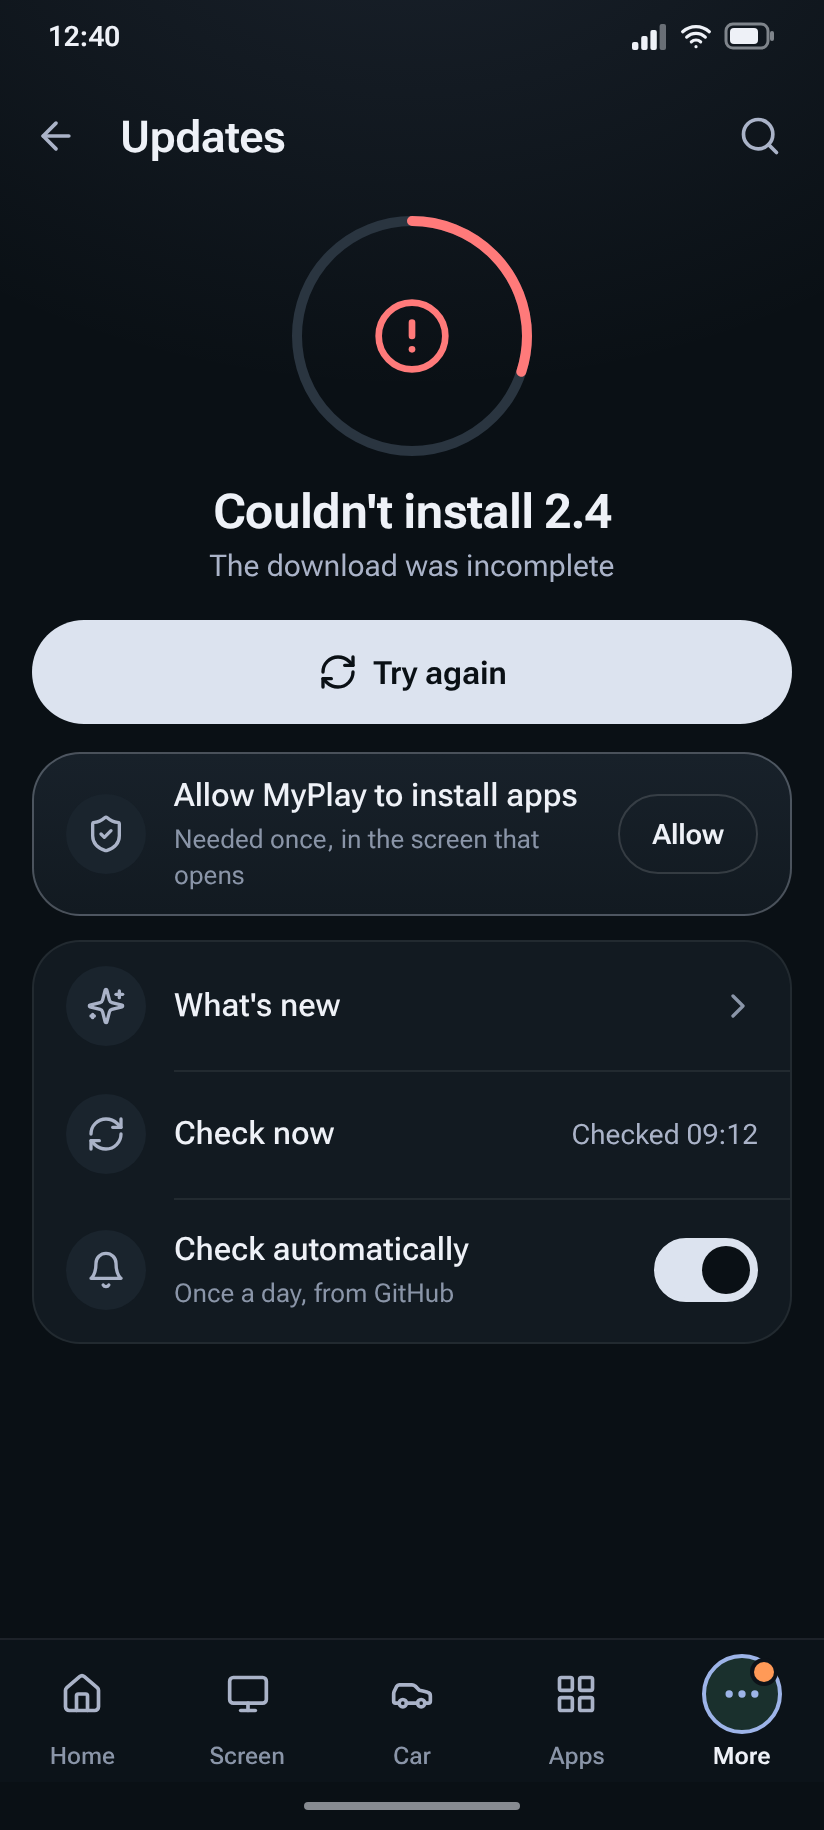 12:40
Updates
Couldn't install 2.4
The download was incomplete
Try again
Allow MyPlay to install apps
Needed once, in the screen that
opens
Allow
What's new
Check now
Checked 09:12
Check automatically
Once a day, from GitHub
Home
Screen
Car
Apps
More